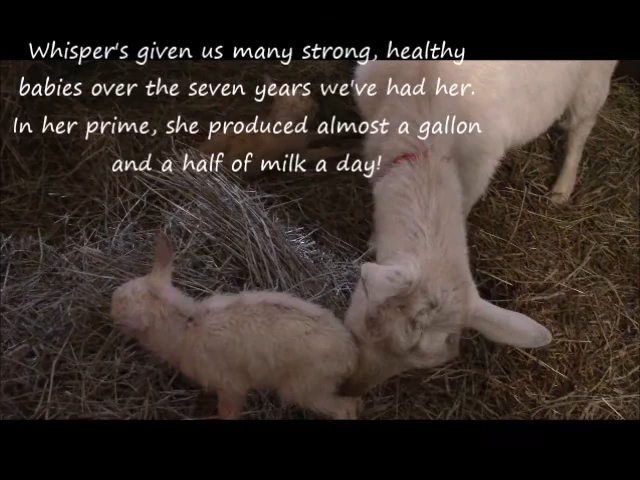 Whisper's given us many strong, healthy
babies over the seven years we've had her.
In her prime, she produced almost a gallon
and a half of milk a day!